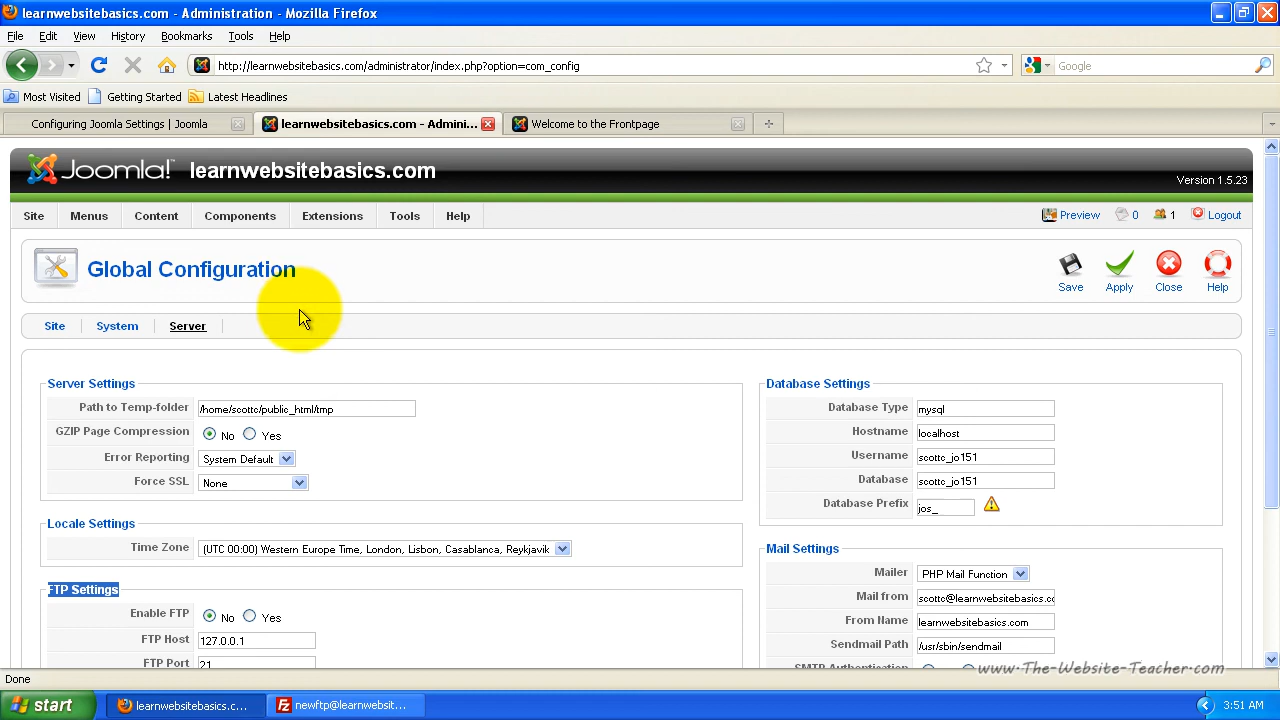 learnwebsitebasics.com - Administration - Mozilla Firefox
File Edit View History Bookmarks Tools Help
http://learnwebsitebasics.com/administrator/index.php?option=com_config
Google
Most Visited Getting Started Latest Headlines
Configuring Joomla Settings | Joomla
learnwebsitebasics.com - Admini...
Welcome to the Frontpage
Joomla! learnwebsitebasics.com
Version 1.5.23
Site Menus Content Components Extensions Tools Help
Preview 0 1 Logout
Global Configuration
Save Apply Close Help
Site System Server
Server Settings
Path to Temp-folder /home/scottc/public_html/tmp
GZIP Page Compression No Yes
Error Reporting System Default
Force SSL None
Locale Settings
Time Zone (UTC 00:00) Western Europe Time, London, Lisbon, Casablanca, Reykjavik
FTP Settings
Enable FTP No Yes
FTP Host 127.0.0.1
FTP Port 21
Database Settings
Database Type mysql
Hostname localhost
Username scottc_jo151
Database scottc_jo151
Database Prefix jos_
Mail Settings
Mailer PHP Mail Function
Mail from scottc@learnwebsitebasics.cc
From Name learnwebsitebasics.com
Sendmail Path /usr/sbin/sendmail
SMTP Authentication
www.The-Website-Teacher.com
Done
start learnwebsitebasics.c... newftp@learnwebsit... 3:51 AM